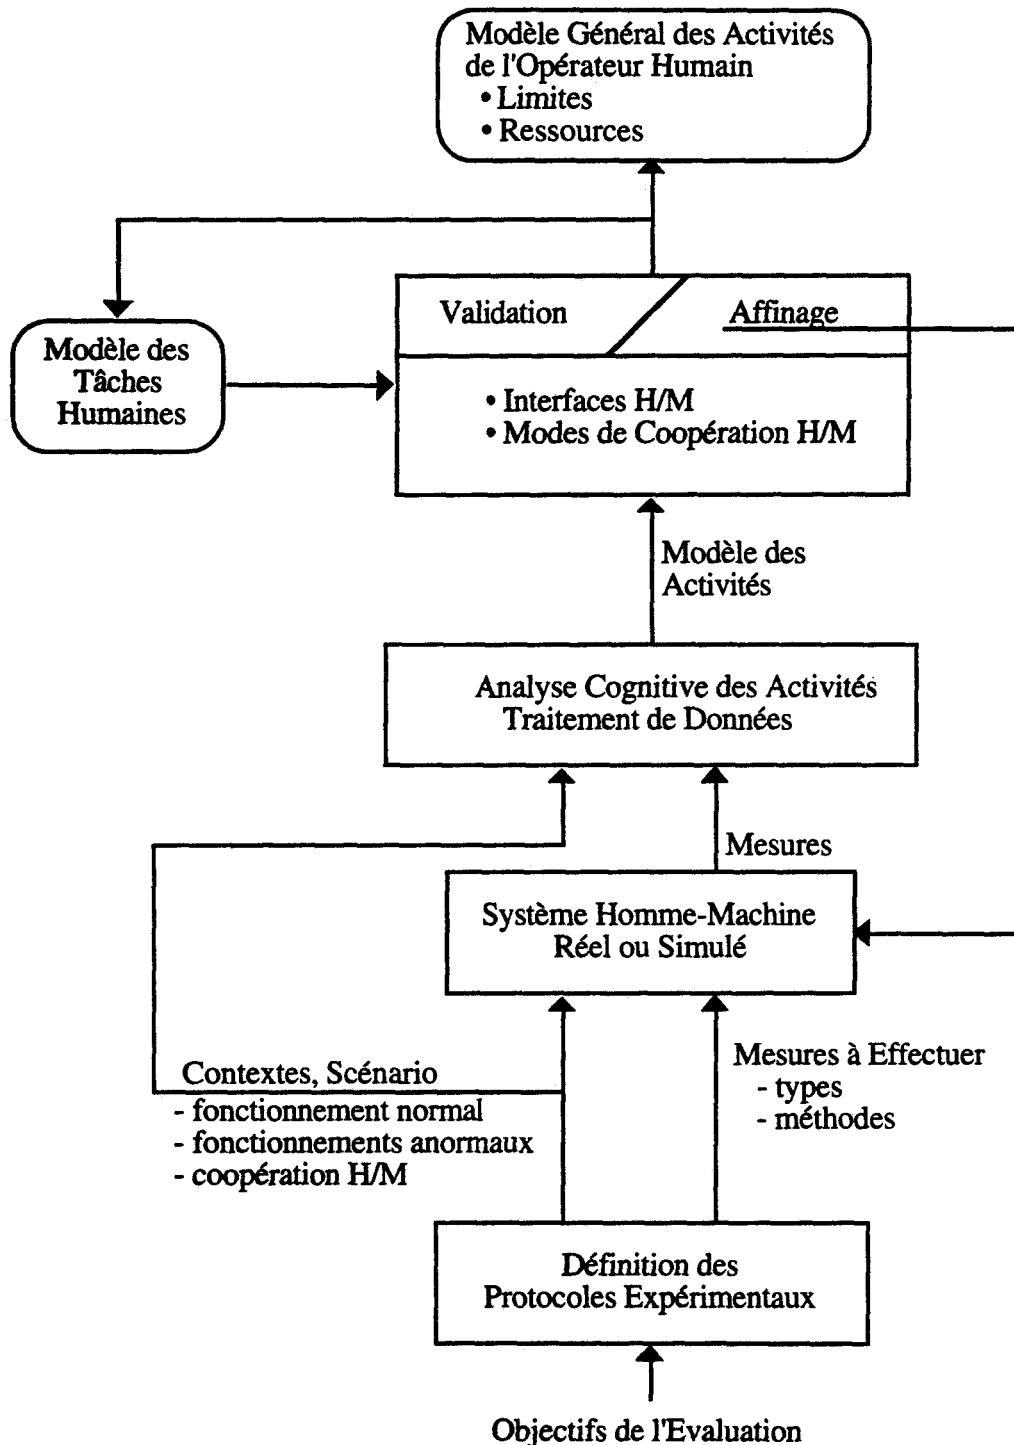 Modèle Général des Activités
de l'Opérateur Humain
• Limites
• Ressources
Validation
Affinage
Modèle des
Tâches
Humaines
• Interfaces H/M
• Modes de Coopération H/M
Modèle des
Activités
Analyse Cognitive des Activités
Traitement de Données
Mesures
Système Homme-Machine
Réel ou Simulé
Contextes, Scénario
- fonctionnement normal
- fonctionnements anormaux
- coopération H/M
Mesures à Effectuer
- types
- méthodes
Définition des
Protocoles Expérimentaux
Objectifs de l'Evaluation